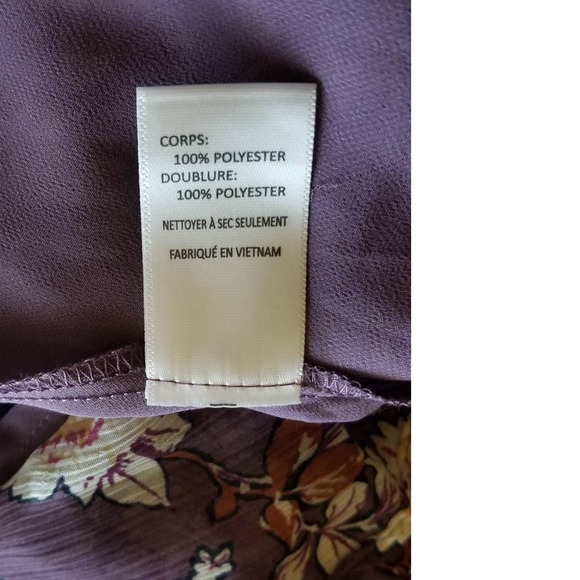 CORPS:
100% POLYESTER
DOUBLURE:
100% POLYESTER
NETTOYER À SEC SEULEMENT
FABRIQUÉ EN VIETNAM